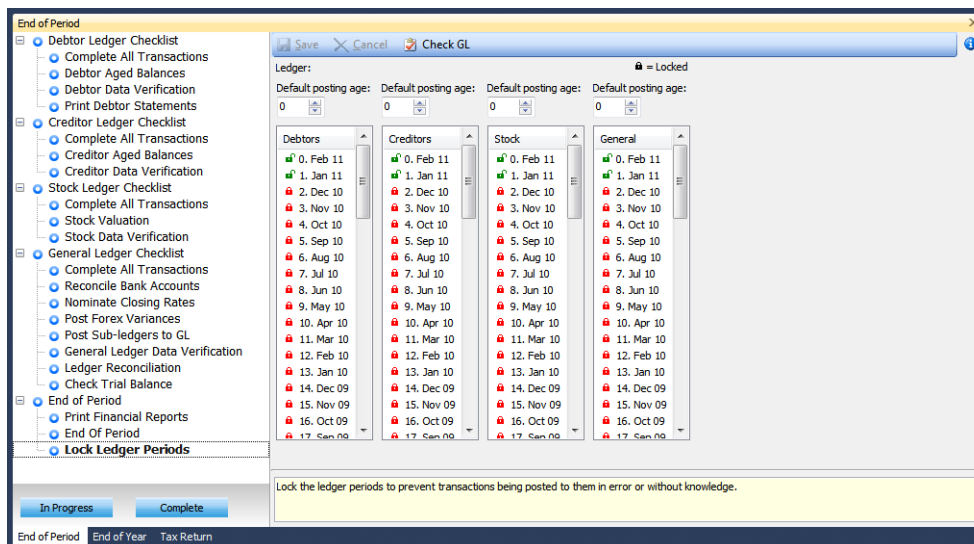 End of Period
Debtor Ledger Checklist
Complete All Transactions
Debtor Aged Balances
Debtor Data Verification
Print Debtor Statements
Creditor Ledger Checklist
Complete All Transactions
Creditor Aged Balances
Creditor Data Verification
Stock Ledger Checklist
Complete All Transactions
Stock Valuation
Stock Data Verification
General Ledger Checklist
Complete All Transactions
Reconcile Bank Accounts
Nominate Closing Rates
Post Forex Variances
Post Sub-ledgers to GL
General Ledger Data Verification
Ledger Reconciliation
Check Trial Balance
End of Period
Print Financial Reports
End Of Period
Lock Ledger Periods
In Progress Complete
Save Cancel Check GL
Ledger: = Locked
Default posting age: Default posting age: Default posting age: Default posting age:
0 0 0 0
Debtors Creditors Stock General
0. Feb 11 0. Feb 11 0. Feb 11 0. Feb 11
1. Jan 11 1. Jan 11 1. Jan 11 1. Jan 11
2. Dec 10 2. Dec 10 2. Dec 10 2. Dec 10
3. Nov 10 3. Nov 10 3. Nov 10 3. Nov 10
4. Oct 10 4. Oct 10 4. Oct 10 4. Oct 10
5. Sep 10 5. Sep 10 5. Sep 10 5. Sep 10
6. Aug 10 6. Aug 10 6. Aug 10 6. Aug 10
7. Jul 10 7. Jul 10 7. Jul 10 7. Jul 10
8. Jun 10 8. Jun 10 8. Jun 10 8. Jun 10
9. May 10 9. May 10 9. May 10 9. May 10
10. Apr 10 10. Apr 10 10. Apr 10 10. Apr 10
11. Mar 10 11. Mar 10 11. Mar 10 11. Mar 10
12. Feb 10 12. Feb 10 12. Feb 10 12. Feb 10
13. Jan 10 13. Jan 10 13. Jan 10 13. Jan 10
14. Dec 09 14. Dec 09 14. Dec 09 14. Dec 09
15. Nov 09 15. Nov 09 15. Nov 09 15. Nov 09
16. Oct 09 16. Oct 09 16. Oct 09 16. Oct 09
17. Sep 09 17. Sep 09 17. Sep 09 17. Sep 09
Lock the ledger periods to prevent transactions being posted to them in error or without knowledge.
End of Period End of Year Tax Return